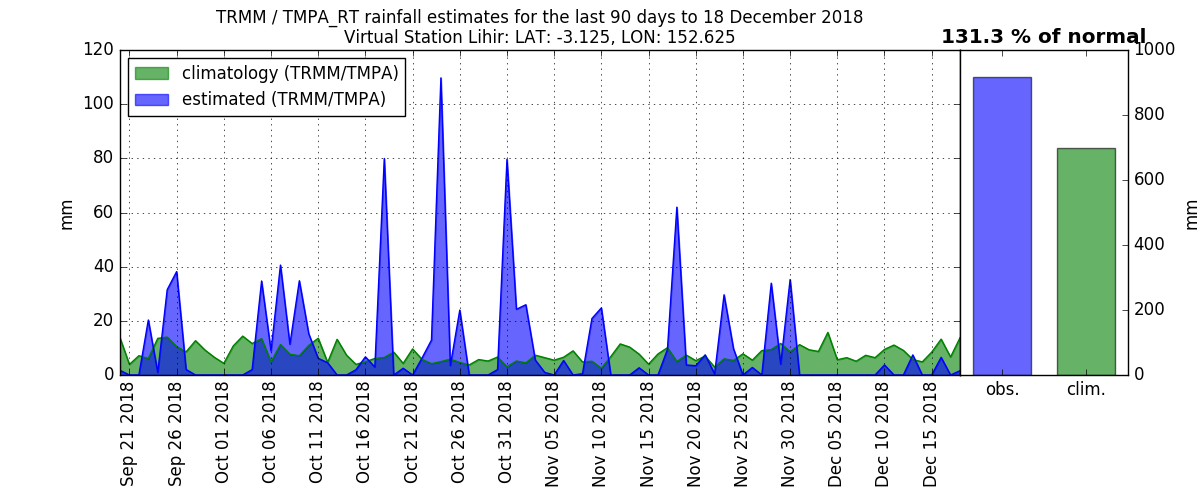 TRMM / TMPA_RT rainfall estimates for the last 90 days to 18 December 2018
Virtual Station Lihir: LAT: -3.125, LON: 152.625
131.3 % of normal
climatology (TRMM/TMPA)
estimated (TRMM/TMPA)
120
100
80
60
40
20
0
mm
1000
800
600
400
200
0
mm
obs.
clim.
Sep 21 2018
Sep 26 2018
Oct 01 2018
Oct 06 2018
Oct 11 2018
Oct 16 2018
Oct 21 2018
Oct 26 2018
Oct 31 2018
Nov 05 2018
Nov 10 2018
Nov 15 2018
Nov 20 2018
Nov 25 2018
Nov 30 2018
Dec 05 2018
Dec 10 2018
Dec 15 2018